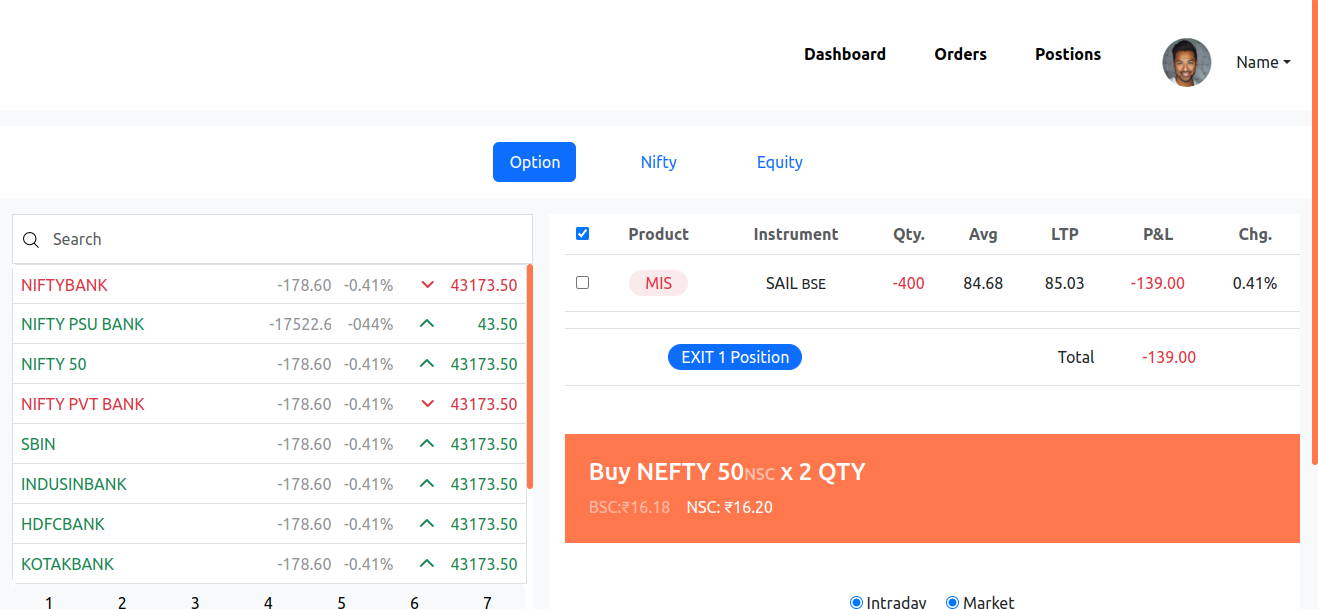 Dashboard Orders Postions Name
Option Nifty Equity
Search
NIFTYBANK -178.60 -0.41% 43173.50
NIFTY PSU BANK -17522.6 -044% 43.50
NIFTY 50 -178.60 -0.41% 43173.50
NIFTY PVT BANK -178.60 -0.41% 43173.50
SBIN -178.60 -0.41% 43173.50
INDUSINBANK -178.60 -0.41% 43173.50
HDFCBANK -178.60 -0.41% 43173.50
KOTAKBANK -178.60 -0.41% 43173.50
1 2 3 4 5 6 7
Product Instrument Qty. Avg LTP P&L Chg.
MIS SAIL BSE -400 84.68 85.03 -139.00 0.41%
EXIT 1 Position Total -139.00
Buy NEFTY 50NSC x 2 QTY
BSC:₹16.18 NSC: ₹16.20
Intraday Market